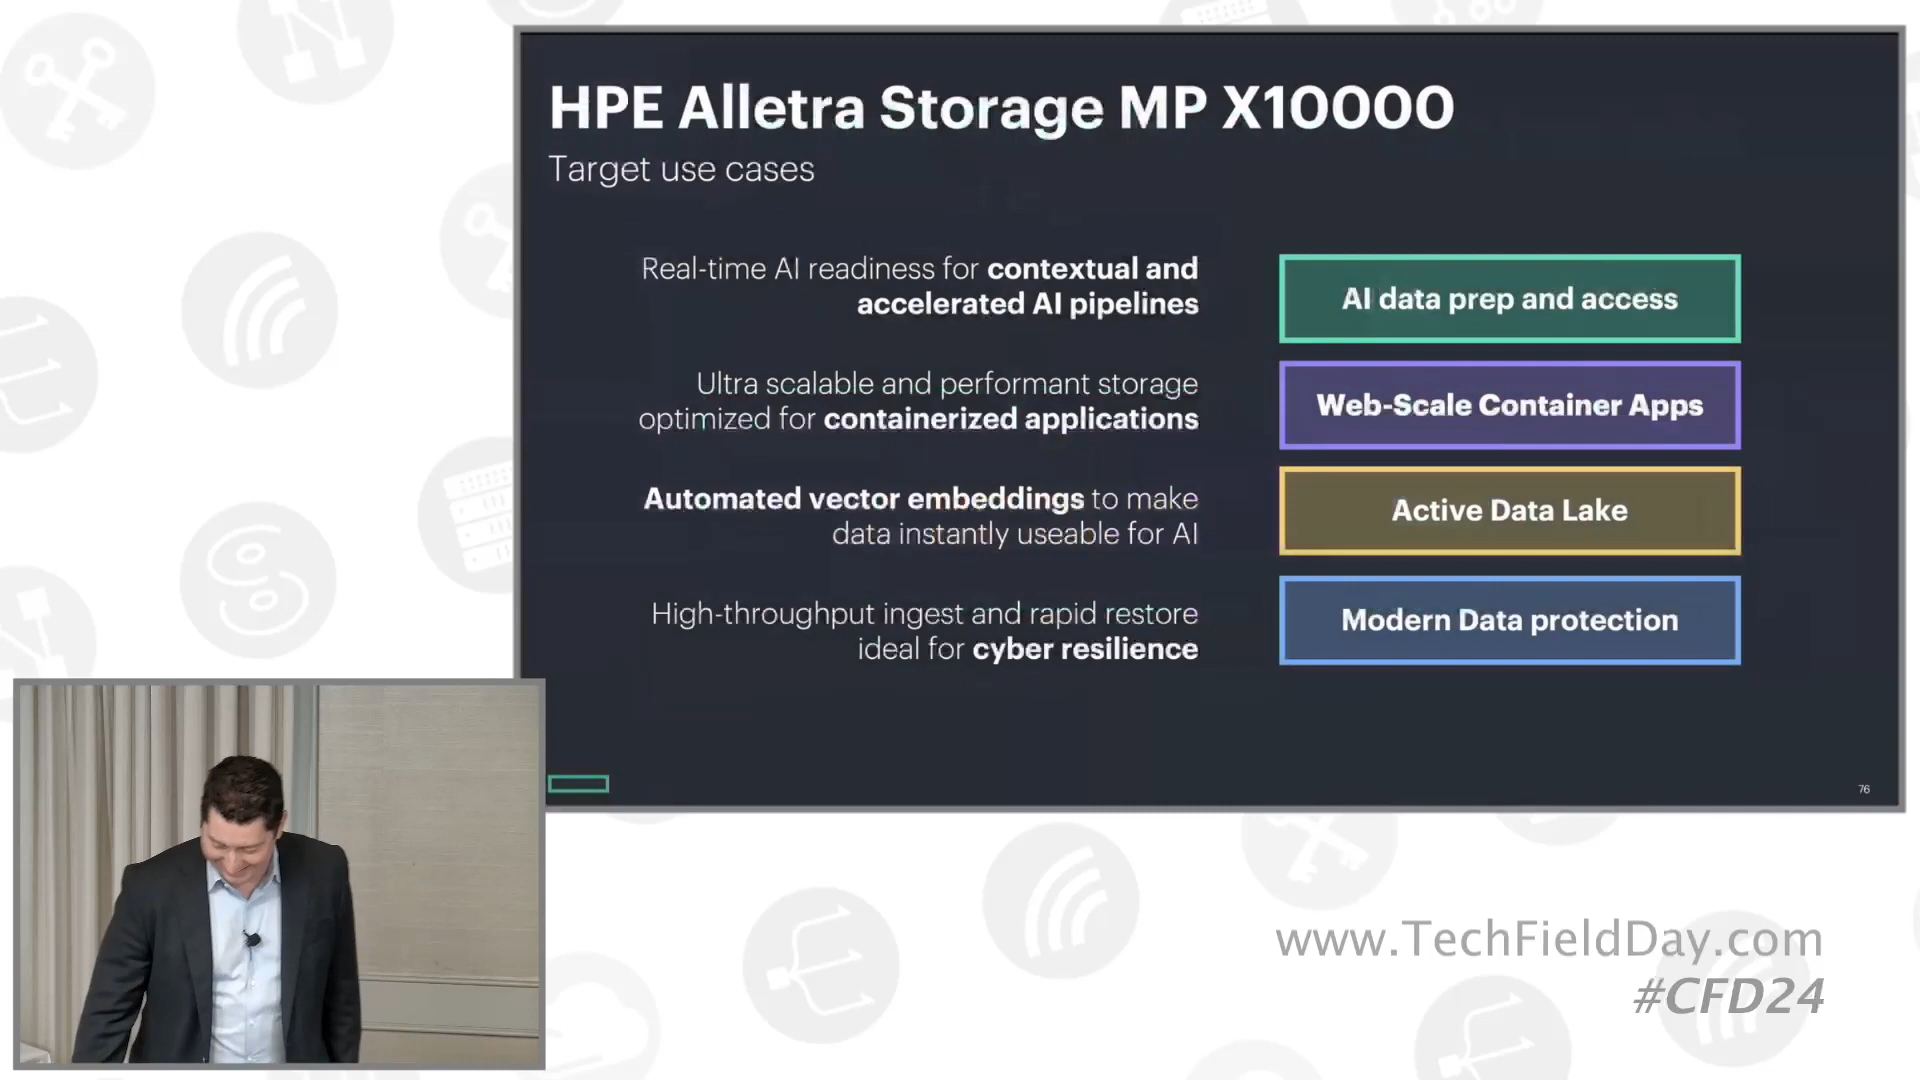 HPE Alletra Storage MP X10000
Target use cases
Real-time AI readiness for contextual and
accelerated AI pipelines
AI data prep and access
Ultra scalable and performant storage
optimized for containerized applications
Web-Scale Container Apps
Automated vector embeddings to make
data instantly useable for AI
Active Data Lake
High-throughput ingest and rapid restore
ideal for cyber resilience
Modern Data protection
76
www.TechFieldDay.com
#CFD24